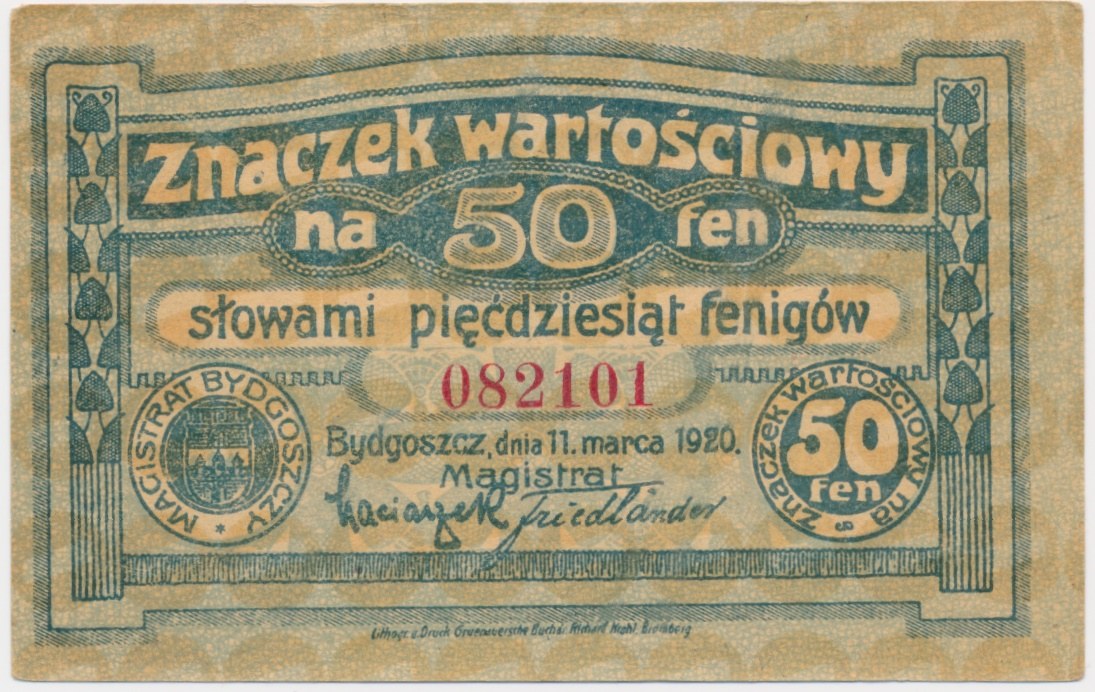 Znaczek wartościowy
na 50 fen
słowami pięćdziesiąt fenigów
082101
MAGISTRAT BYDGOSZCZY *
Bydgoszcz, dnia 11. marca 1920.
Magistrat
Friedländer
Znaczek wartościowy na
50
fen
Lithogr. u. Druck Gruenauersche Buchdr. Richard Krahl Bromberg